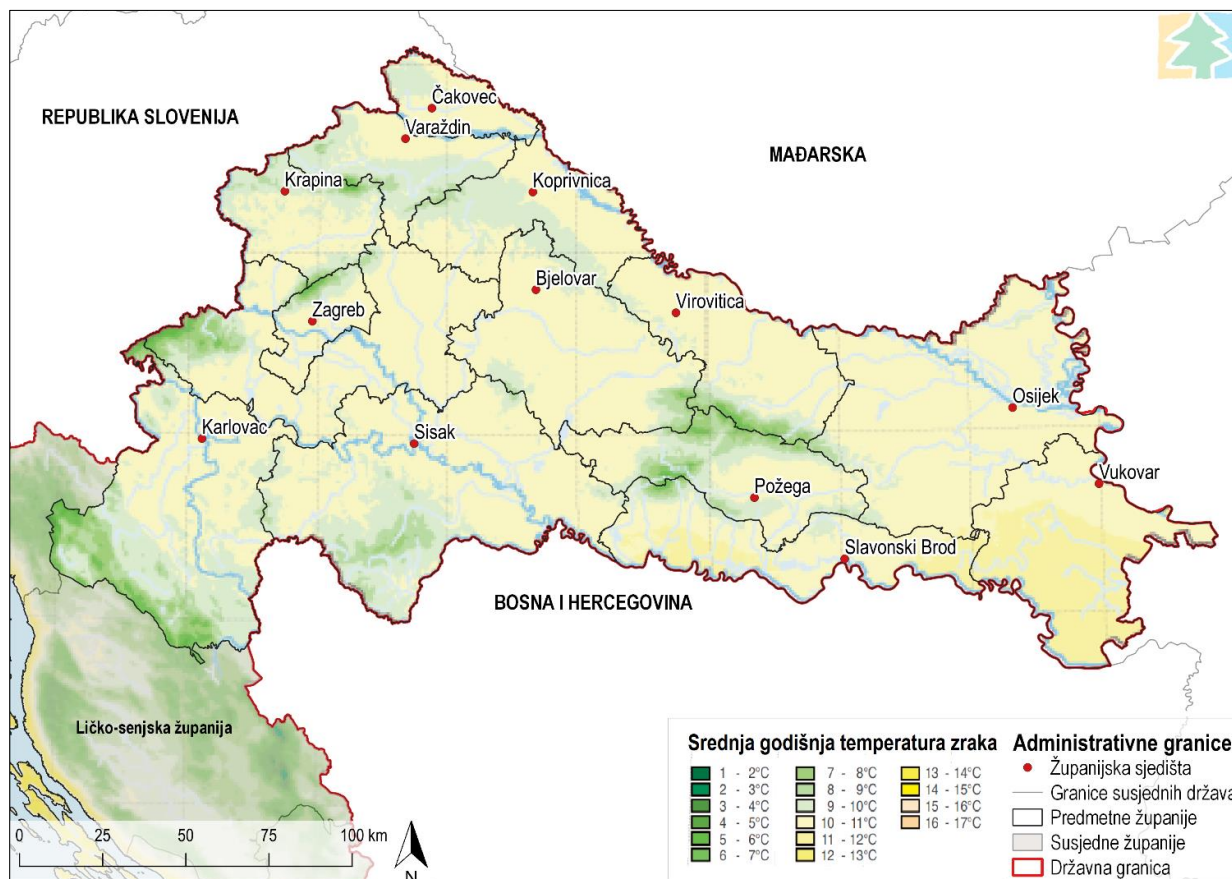 REPUBLIKA SLOVENIJA
MAĐARSKA
Čakovec
Varaždin
Krapina
Koprivnica
Bjelovar
Virovitica
Zagreb
Osijek
Karlovac
Sisak
Vukovar
Požega
Slavonski Brod
BOSNA I HERCEGOVINA
Ličko-senjska županija
0 25 50 75 100 km
N
Srednja godišnja temperatura zraka
1 - 2°C
2 - 3°C
3 - 4°C
4 - 5°C
5 - 6°C
6 - 7°C
7 - 8°C
8 - 9°C
9 - 10°C
10 - 11°C
11 - 12°C
12 - 13°C
13 - 14°C
14 - 15°C
15 - 16°C
16 - 17°C
Administrativne granice
Županijska sjedišta
Granice susjednih država
Predmetne županije
Susjedne županije
Državna granica